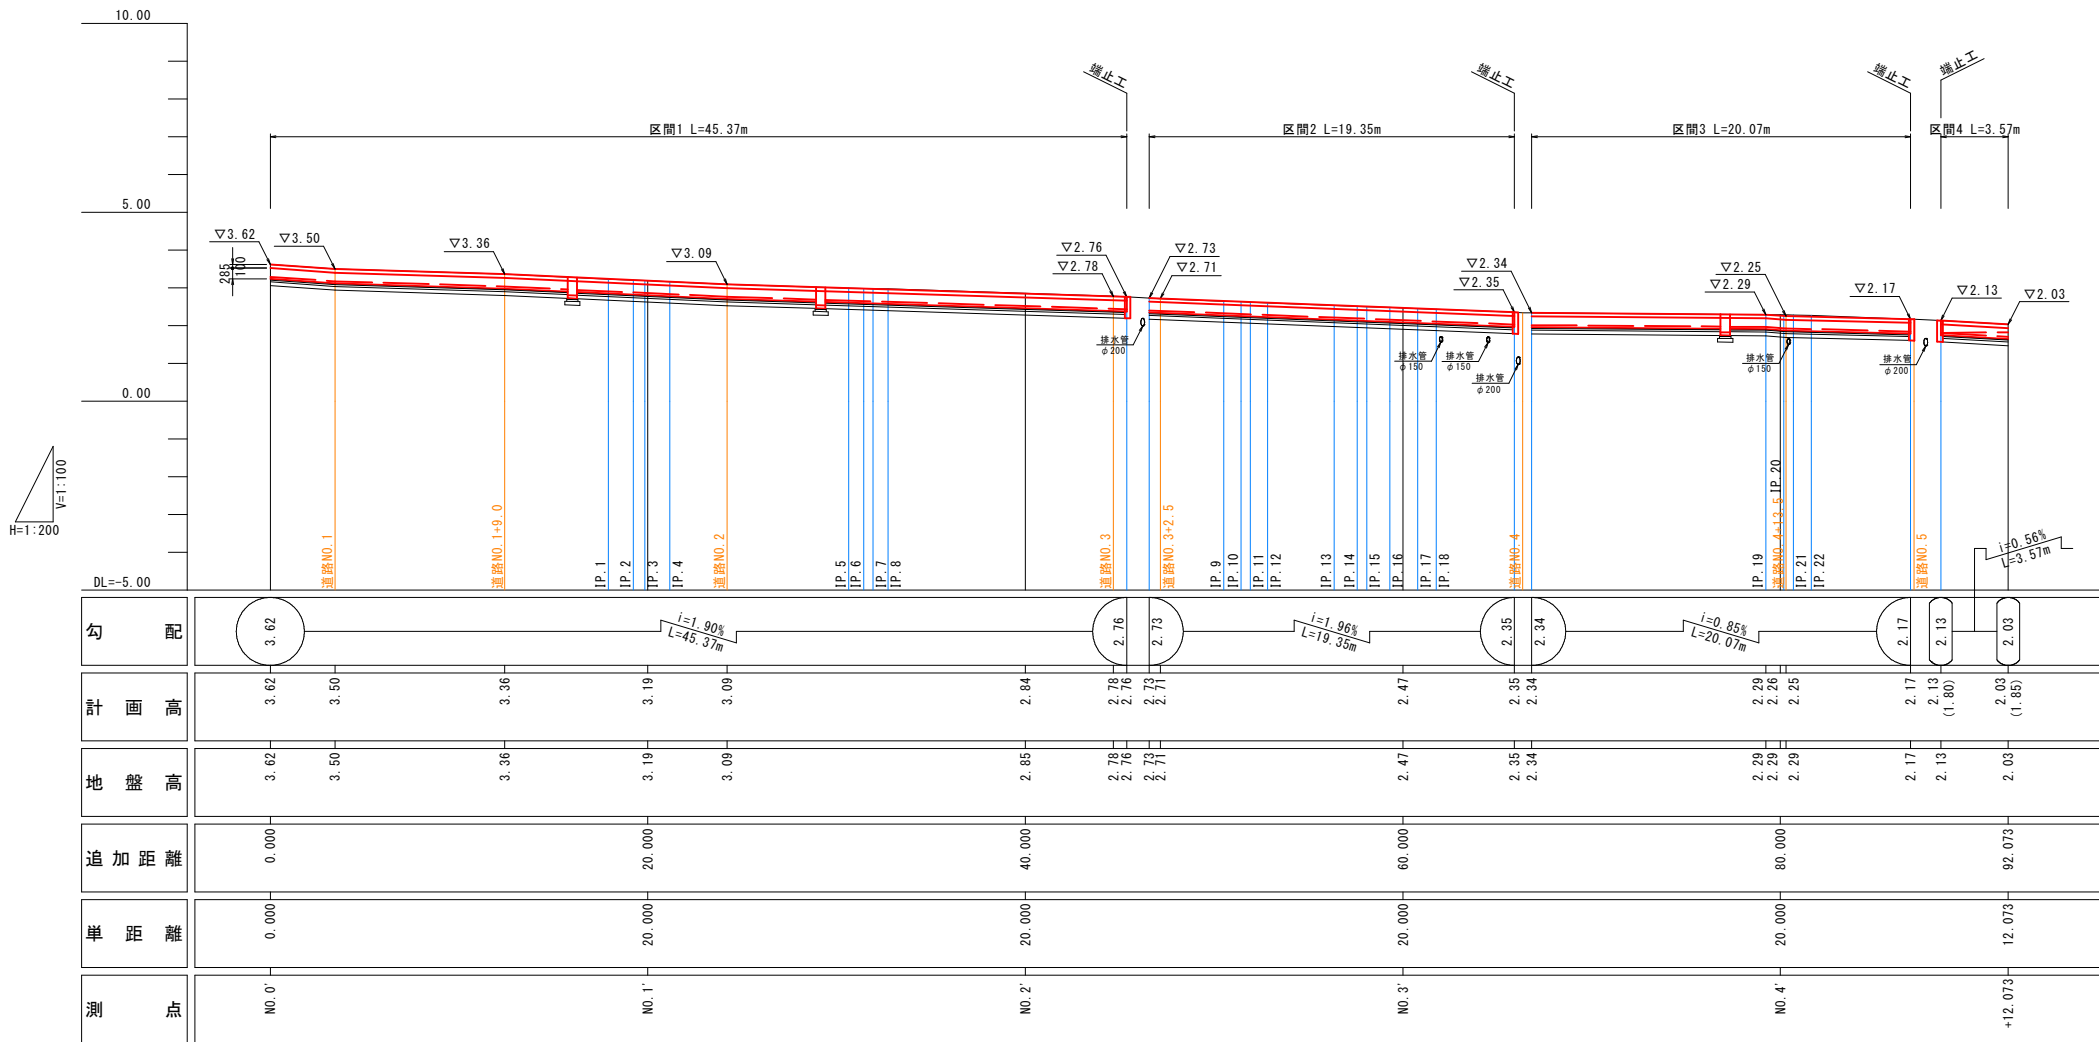 10.00
5.00
0.00
DL=-5.00
V=1:100
H=1:200
端止工
端止工
端止工
端止工
区間1 L=45.37m
区間2 L=19.35m
区間3 L=20.07m
区間4 L=3.57m
▽3.62
▽3.50
▽3.36
▽3.09
▽2.76
▽2.78
▽2.73
▽2.71
▽2.34
▽2.35
▽2.25
▽2.29
▽2.17
▽2.13
▽2.03
285
100
排水管
φ200
排水管
φ150
排水管
φ150
排水管
φ200
排水管
φ150
排水管
φ200
道路NO.1
道路NO.1+9.0
IP.1
IP.2
IP.3
IP.4
道路NO.2
IP.5
IP.6
IP.7
IP.8
道路NO.3
道路NO.3+2.5
IP.9
IP.10
IP.11
IP.12
IP.13
IP.14
IP.15
IP.16
IP.17
IP.18
道路NO.4
IP.19
IP.20
道路NO.4+13.5
IP.21
IP.22
道路NO.5
i=0.56%
L=3.57m
勾配
3.62
i=1.90%
L=45.37m
2.76
2.73
i=1.96%
L=19.35m
2.35
2.34
i=0.85%
L=20.07m
2.17
2.13
2.03
計画高
3.62
3.50
3.36
3.19
3.09
2.84
2.78
2.76
2.73
2.71
2.47
2.35
2.34
2.29
2.26
2.25
2.17
2.13
(1.80)
2.03
(1.85)
地盤高
3.62
3.50
3.36
3.19
3.09
2.85
2.78
2.76
2.73
2.71
2.47
2.35
2.34
2.29
2.29
2.29
2.17
2.13
2.03
追加距離
0.000
20.000
40.000
60.000
80.000
92.073
単距離
0.000
20.000
20.000
20.000
20.000
12.073
測点
NO.0'
NO.1'
NO.2'
NO.3'
NO.4'
+12.073